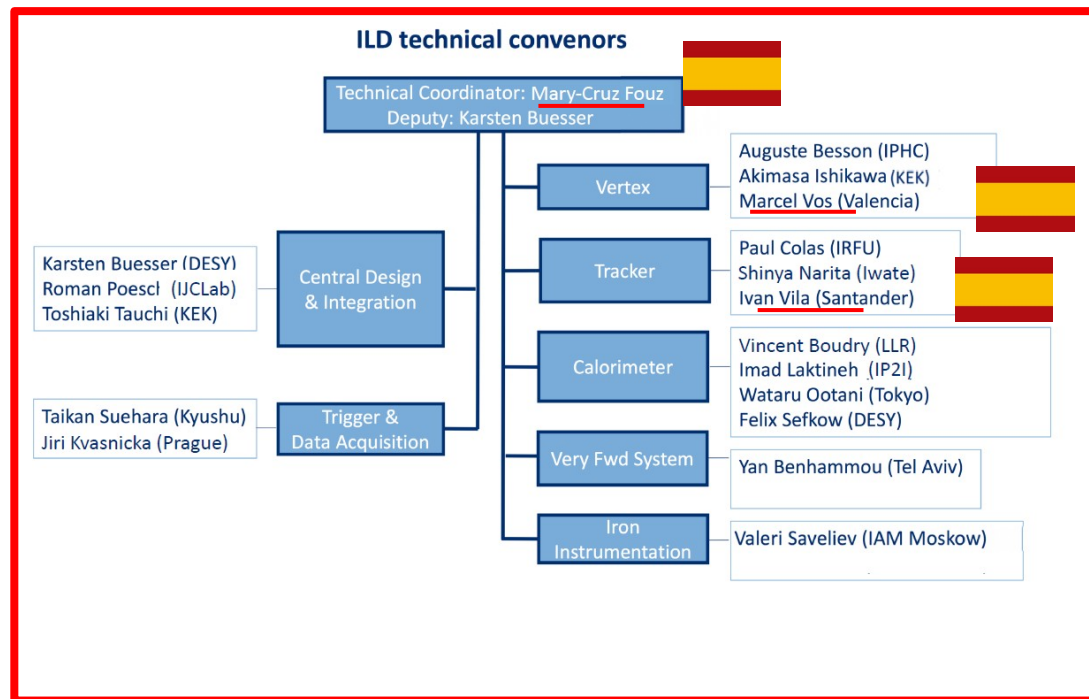 ILD technical convenors
Technical Coordinator: Mary-Cruz Fouz
Deputy: Karsten Buesser
Vertex
Auguste Besson (IPHC)
Akimasa Ishikawa (KEK)
Marcel Vos (Valencia)
Karsten Buesser (DESY)
Roman Poesch (IJCLab)
Toshiaki Tauchi (KEK)
Central Design
& Integration
Tracker
Paul Colas (IRFU)
Shinya Narita (Iwate)
Ivan Vila (Santander)
Calorimeter
Vincent Boudry (LLR)
Imad Laktineh (IP2I)
Wataru Ootani (Tokyo)
Felix Sefkow (DESY)
Taikan Suehara (Kyushu)
Jiri Kvasnicka (Prague)
Trigger &
Data Acquisition
Very Fwd System
Yan Benhammou (Tel Aviv)
Iron
Instrumentation
Valeri Saveliev (IAM Moskow)